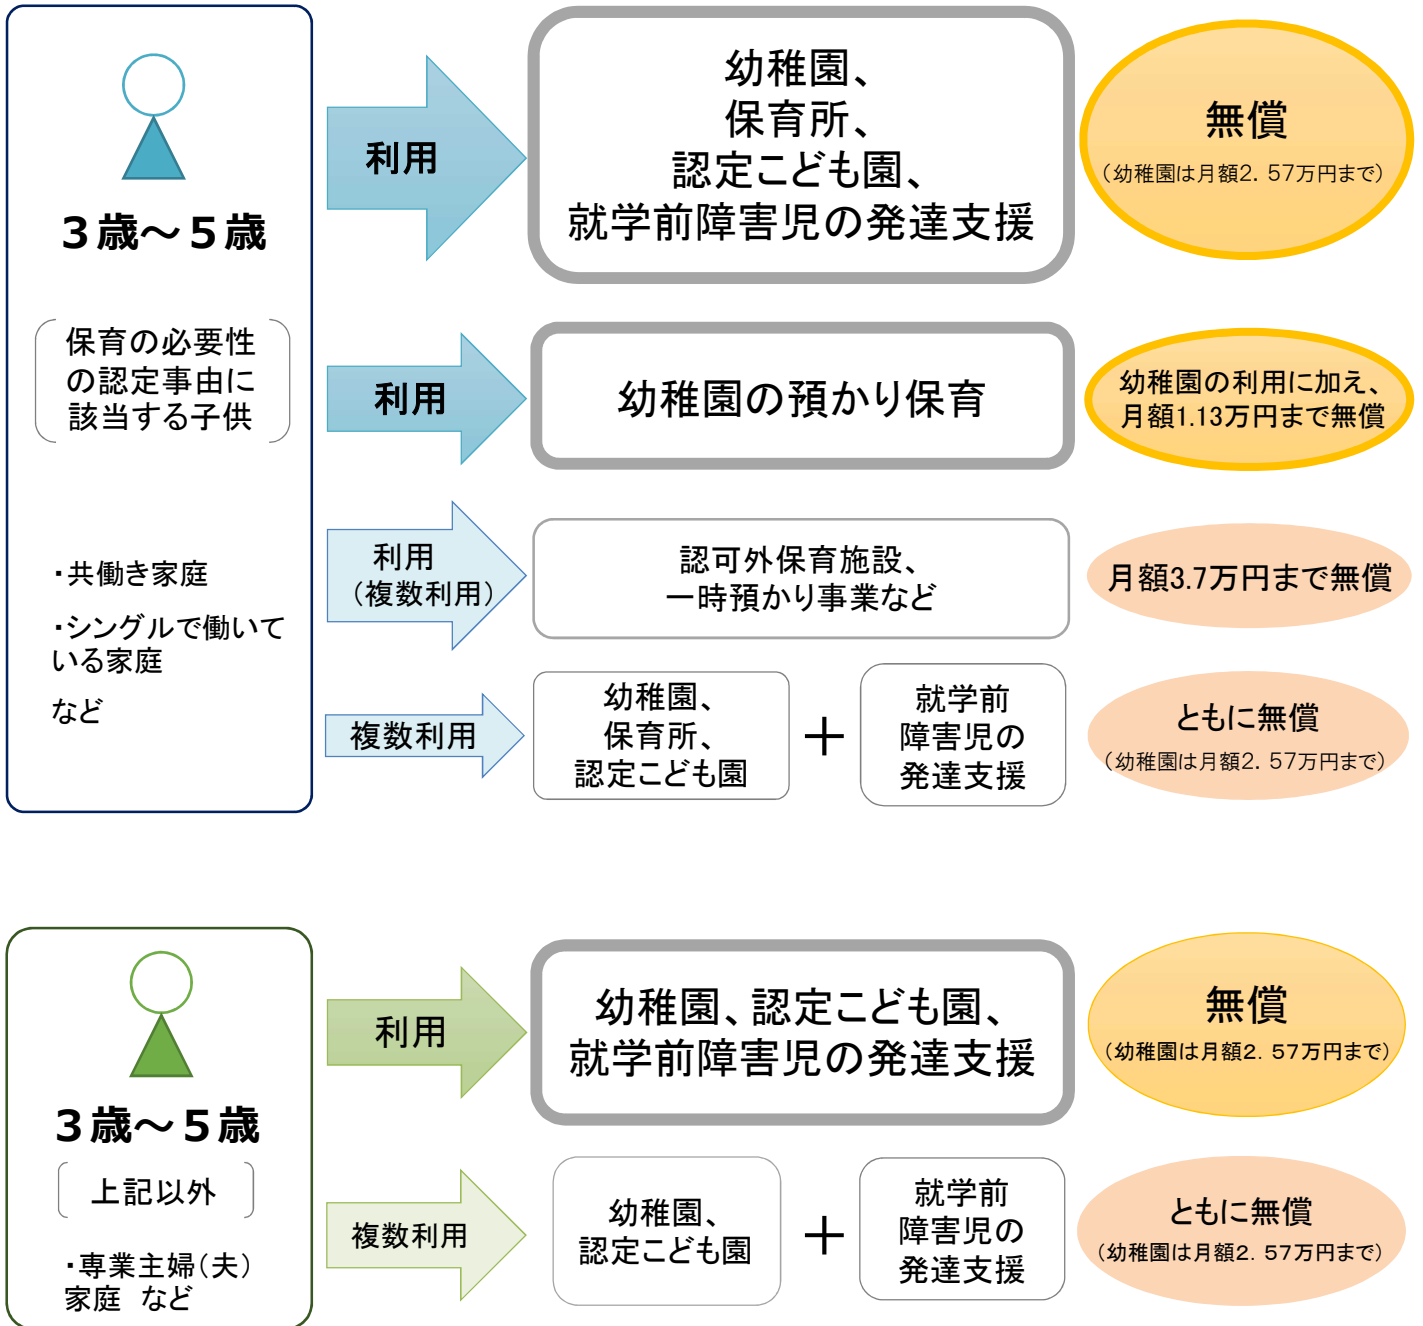 3歳～5歳
保育の必要性
の認定事由に
該当する子供
・共働き家庭
・シングルで働いて
いる家庭
など
利用
幼稚園、
保育所、
認定こども園、
就学前障害児の発達支援
無償
（幼稚園は月額2．57万円まで）
利用
幼稚園の預かり保育
幼稚園の利用に加え、
月額1.13万円まで無償
利用
（複数利用）
認可外保育施設、
一時預かり事業など
月額3.7万円まで無償
複数利用
幼稚園、
保育所、
認定こども園
＋
就学前
障害児の
発達支援
ともに無償
（幼稚園は月額2．57万円まで）
3歳～5歳
上記以外
・専業主婦（夫）
家庭　など
利用
幼稚園、認定こども園、
就学前障害児の発達支援
無償
（幼稚園は月額2．57万円まで）
複数利用
幼稚園、
認定こども園
＋
就学前
障害児の
発達支援
ともに無償
（幼稚園は月額2．57万円まで）